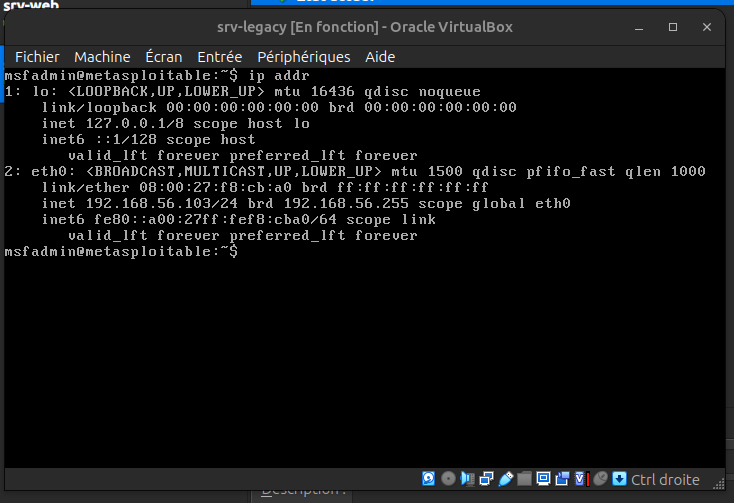 srv-web
srv-legacy [En fonction] - Oracle VirtualBox
Fichier Machine Écran Entrée Périphériques Aide
msfadmin@metasploitable:~$ ip addr
1: lo: <LOOPBACK,UP,LOWER_UP> mtu 16436 qdisc noqueue
    link/loopback 00:00:00:00:00:00 brd 00:00:00:00:00:00
    inet 127.0.0.1/8 scope host lo
    inet6 ::1/128 scope host
       valid_lft forever preferred_lft forever
2: eth0: <BROADCAST,MULTICAST,UP,LOWER_UP> mtu 1500 qdisc pfifo_fast qlen 1000
    link/ether 08:00:27:f8:cb:a0 brd ff:ff:ff:ff:ff:ff
    inet 192.168.56.103/24 brd 192.168.56.255 scope global eth0
    inet6 fe80::a00:27ff:fef8:cba0/64 scope link
       valid_lft forever preferred_lft forever
msfadmin@metasploitable:~$
Ctrl droite
Description :